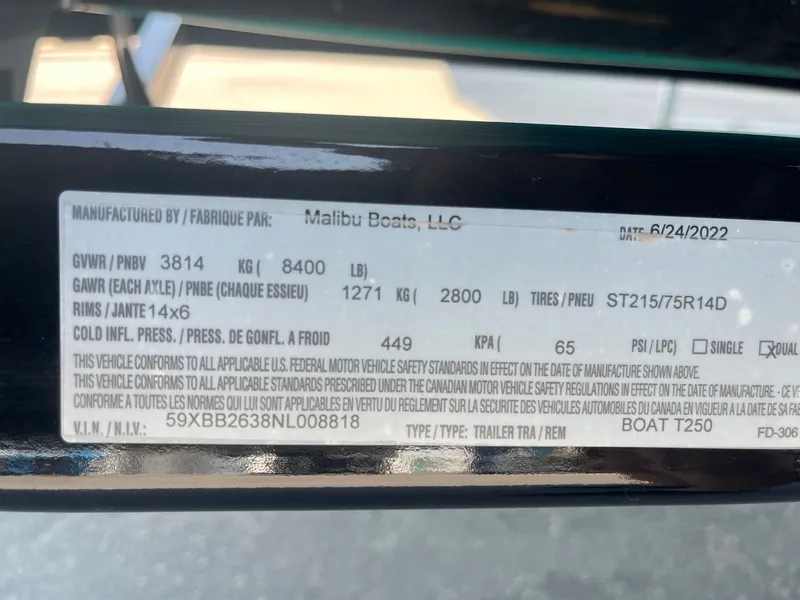 MANUFACTURED BY / FABRIQUE PAR: Malibu Boats, LLC DATE 6/24/2022
GVWR / PNBV 3814 KG ( 8400 LB)
GAWR (EACH AXLE) / PNBE (CHAQUE ESSIEU) 1271 KG ( 2800 LB) TIRES / PNEU ST215/75R14D
RIMS / JANTE 14x6
COLD INFL. PRESS. / PRESS. DE GONFL. A FROID 449 KPA ( 65 PSI / LPC) SINGLE DUAL
THIS VEHICLE CONFORMS TO ALL APPLICABLE U.S. FEDERAL MOTOR VEHICLE SAFETY STANDARDS IN EFFECT ON THE DATE OF MANUFACTURE SHOWN ABOVE.
THIS VEHICLE CONFORMS TO ALL APPLICABLE STANDARDS PRESCRIBED UNDER THE CANADIAN MOTOR VEHICLE SAFETY REGULATIONS IN EFFECT ON THE DATE OF MANUFACTURE. - CE
CONFORME A TOUTES LES NORMES QUI LUI SONT APLICABLES EN VERTU DU REGLEMENT SUR LA SECURITE DES VEHICULES AUTOMOBILES DU CANADA EN VIGUEUR A LA DATE DE SA FA
V.I.N. / N.I.V.: 59XBB2638NL008818 TYPE / TYPE: TRAILER TRA / REM BOAT T250 FD-306